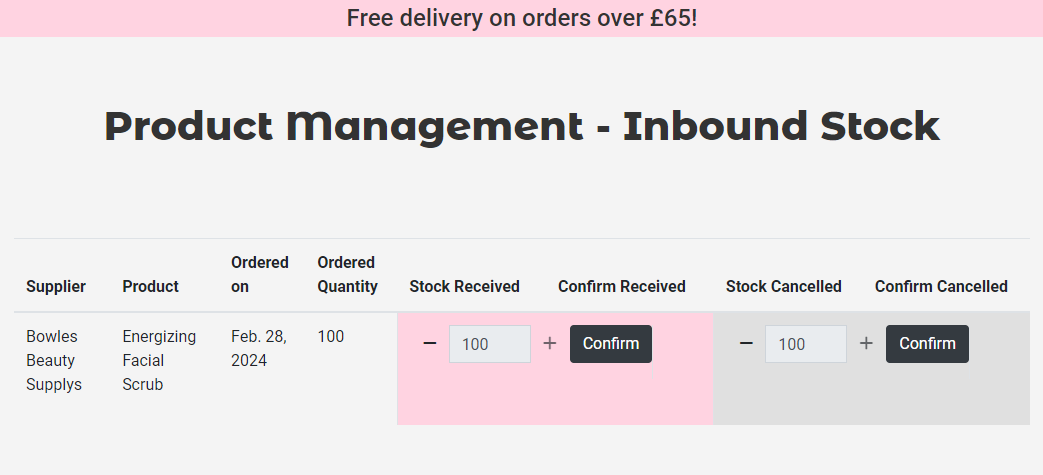 Free delivery on orders over £65!
Product Management - Inbound Stock
Ordered Ordered
Supplier Product on Quantity Stock Received Confirm Received Stock Cancelled Confirm Cancelled
Bowles Energizing Feb. 28, 100 − 100 + Confirm − 100 + Confirm
Beauty Facial 2024
Supplys Scrub